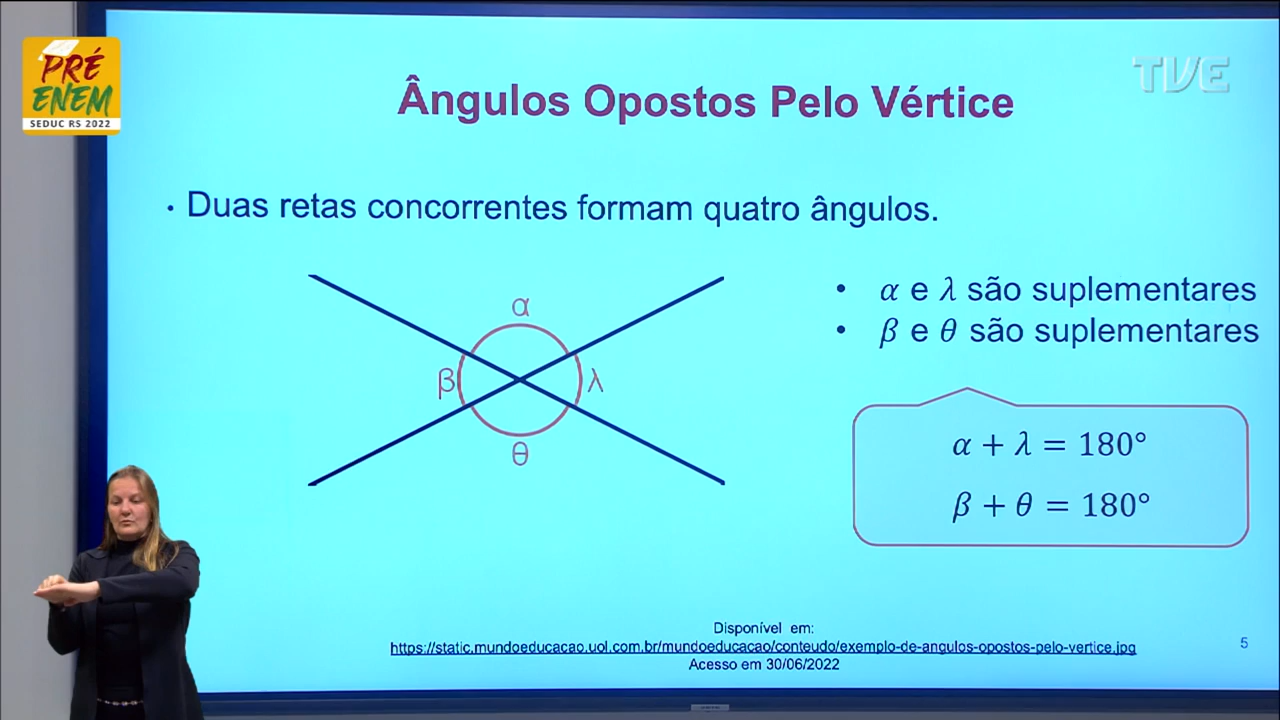 PRÉ
ENEM
SEDUC RS 2022
TVE
Ângulos Opostos Pelo Vértice
• Duas retas concorrentes formam quatro ângulos.
α
β
λ
θ
• α e λ são suplementares
• β e θ são suplementares
α + λ = 180°
β + θ = 180°
Disponível em:
https://static.mundoeducacao.uol.com.br/mundoeducacao/conteudo/exemplo-de-angulos-opostos-pelo-vertice.jpg
Acesso em 30/06/2022
5